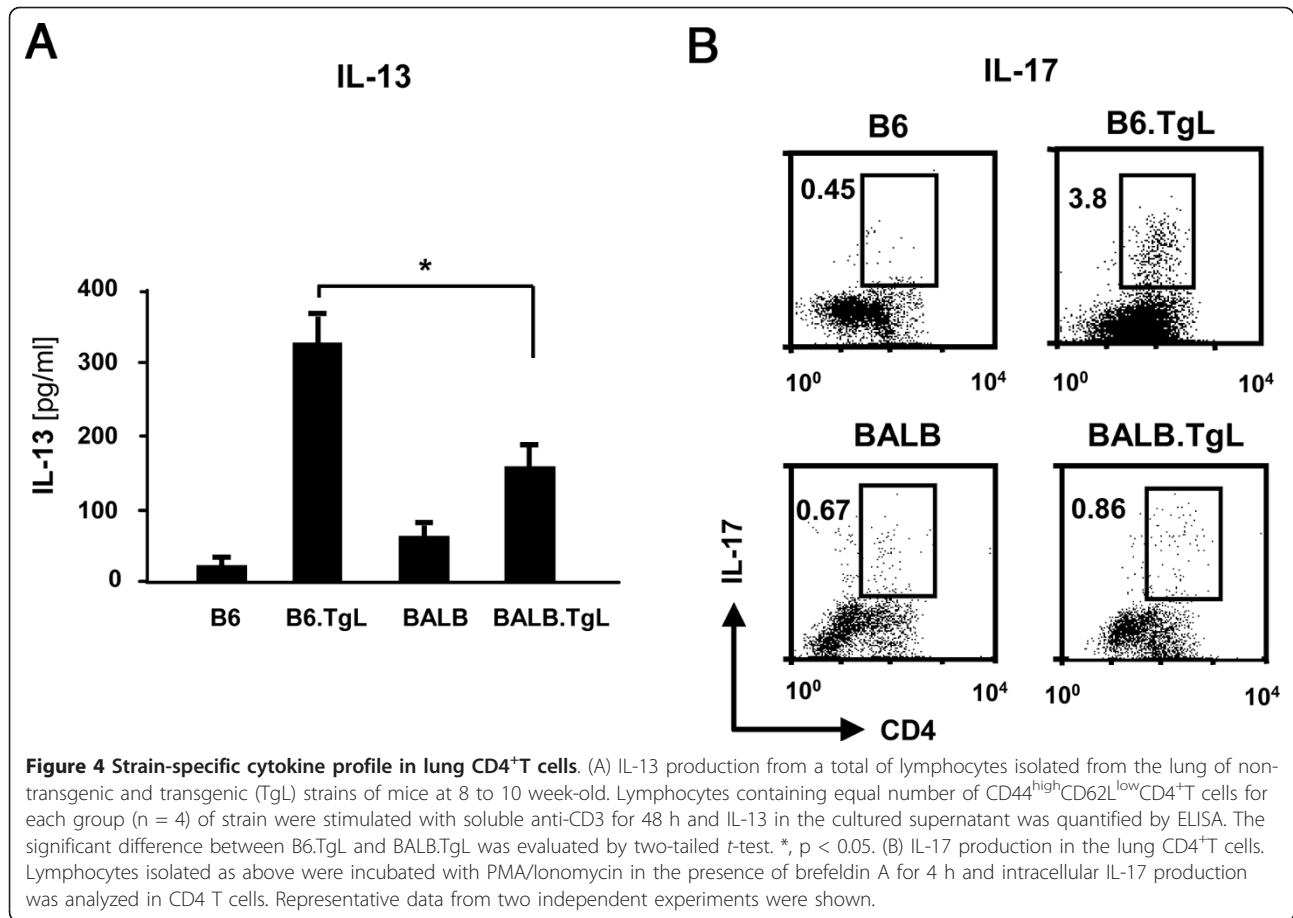 A
IL-13
IL-13 [pg/ml]
400
300
200
100
0
*
B6 B6.TgL BALB BALB.TgL
B
IL-17
B6 B6.TgL
0.45 3.8
10⁰ 10⁴ 10⁰ 10⁴
BALB BALB.TgL
0.67 0.86
IL-17
10⁰ 10⁴ 10⁰ 10⁴
CD4
Figure 4 Strain-specific cytokine profile in lung CD4⁺T cells. (A) IL-13 production from a total of lymphocytes isolated from the lung of non-
transgenic and transgenic (TgL) strains of mice at 8 to 10 week-old. Lymphocytes containing equal number of CD44ʰⁱᵍʰCD62LˡᵒʷCD4⁺T cells for
each group (n = 4) of strain were stimulated with soluble anti-CD3 for 48 h and IL-13 in the cultured supernatant was quantified by ELISA. The
significant difference between B6.TgL and BALB.TgL was evaluated by two-tailed t-test. *, p < 0.05. (B) IL-17 production in the lung CD4⁺T cells.
Lymphocytes isolated as above were incubated with PMA/Ionomycin in the presence of brefeldin A for 4 h and intracellular IL-17 production
was analyzed in CD4 T cells. Representative data from two independent experiments were shown.